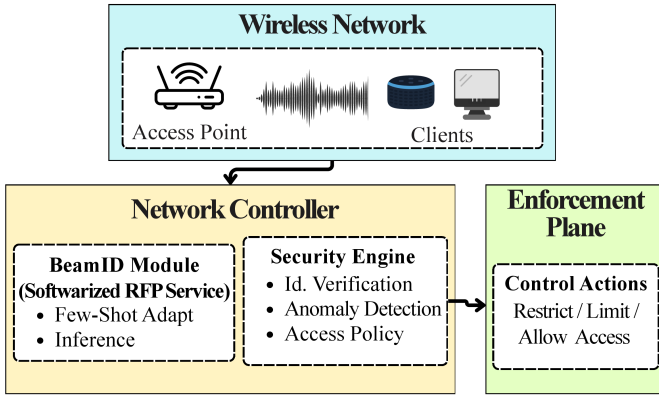 Wireless Network
Access Point
Clients
Network Controller
BeamID Module
(Softwarized RFP Service)
• Few-Shot Adapt
• Inference
Security Engine
• Id. Verification
• Anomaly Detection
• Access Policy
Enforcement
Plane
Control Actions
Restrict / Limit /
Allow Access